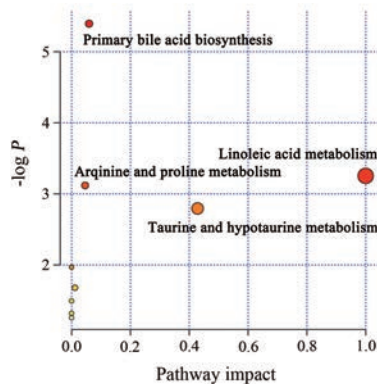 5
Primary bile acid biosynthesis
4
Linoleic acid metabolism
Arqinine and proline metabolism
3
Taurine and hypotaurine metabolism
2
-log P
0.0 0.2 0.4 0.6 0.8 1.0
Pathway impact